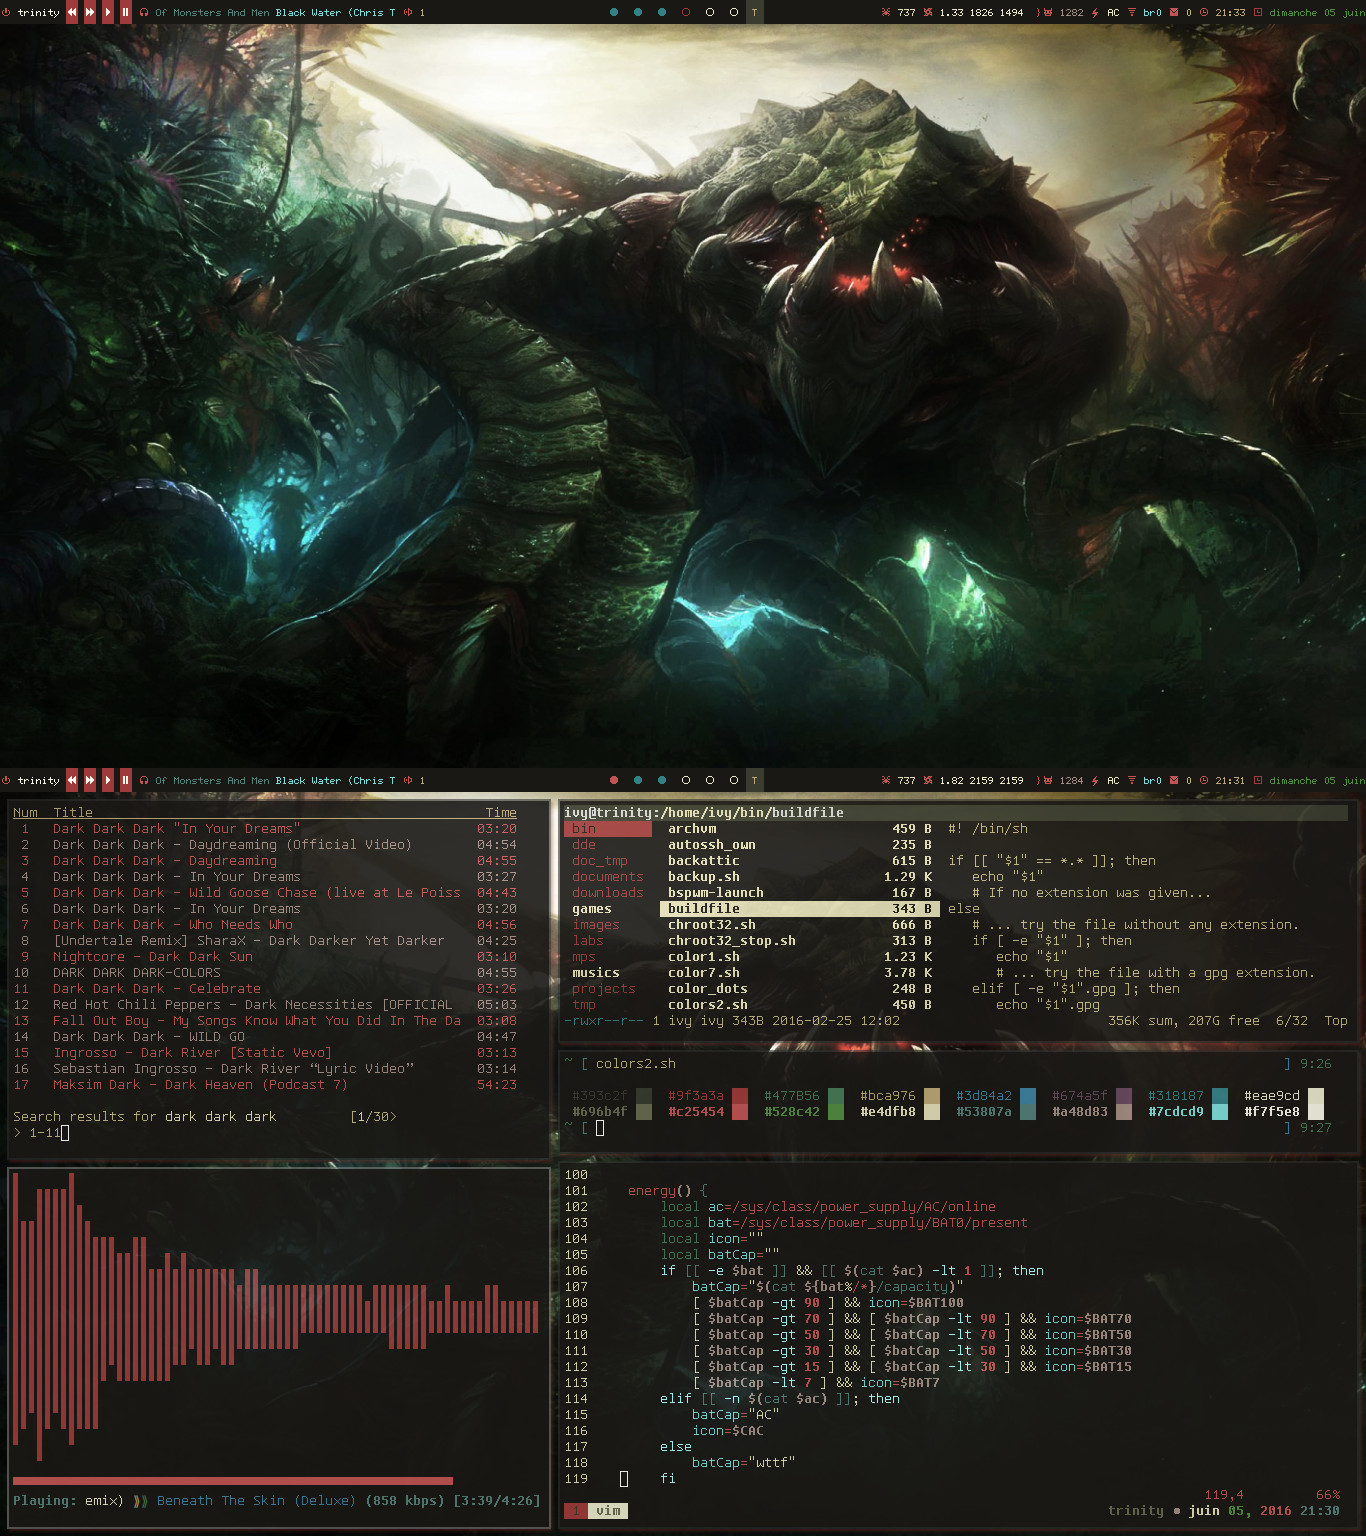 trinity Of Monsters And Men Black Water (Chris T 1 T 737 1.33 1826 1494 1282 AC br0 0 21:33 dimanche 05 juin
trinity Of Monsters And Men Black Water (Chris T 1 T 737 1.82 2159 2159 1284 AC br0 0 21:31 dimanche 05 juin
Num Title Time
1 Dark Dark Dark "In Your Dreams" 03:20
2 Dark Dark Dark - Daydreaming (Official Video) 04:54
3 Dark Dark Dark - Daydreaming 04:55
4 Dark Dark Dark - In Your Dreams 03:27
5 Dark Dark Dark - Wild Goose Chase (live at Le Poiss 04:43
6 Dark Dark Dark - In Your Dreams 03:20
7 Dark Dark Dark - Who Needs Who 04:56
8 [Undertale Remix] SharaX - Dark Darker Yet Darker 04:25
9 Nightcore - Dark Dark Sun 03:10
10 DARK DARK DARK-COLORS 04:55
11 Dark Dark Dark - Celebrate 03:26
12 Red Hot Chili Peppers - Dark Necessities [OFFICIAL 05:03
13 Fall Out Boy - My Songs Know What You Did In The Da 03:08
14 Dark Dark Dark - WILD GO 04:47
15 Ingrosso - Dark River [Static Vevo] 03:13
16 Sebastian Ingrosso - Dark River “Lyric Video” 03:14
17 Maksim Dark - Dark Heaven (Podcast 7) 54:23
Search results for dark dark dark [1/30>
> 1-11
Playing: emix) Beneath The Skin (Deluxe) (858 kbps) [3:39/4:26]
ivy@trinity:/home/ivy/bin/buildfile
bin archvm 459 B #! /bin/sh
dde autossh_own 235 B
doc_tmp backattic 615 B if [[ "$1" == *.* ]]; then
documents backup.sh 1.29 K echo "$1"
downloads bspwm-launch 167 B # If no extension was given...
games buildfile 343 B else
images chroot32.sh 666 B # ... try the file without any extension.
labs chroot32_stop.sh 313 B if [ -e "$1" ]; then
mps color1.sh 1.23 K echo "$1"
musics color7.sh 3.78 K # ... try the file with a gpg extension.
projects color_dots 248 B elif [ -e "$1".gpg ]; then
tmp colors2.sh 450 B echo "$1".gpg
-rwxr--r-- 1 ivy ivy 343B 2016-02-25 12:02 356K sum, 207G free 6/32 Top
~ [ colors2.sh ] 9:26
#393c2f #9f3a3a #477B56 #bca976 #3d84a2 #674a5f #318187 #eae9cd
#696b4f #c25454 #528c42 #e4dfb8 #53807a #a48d83 #7cdcd9 #f7f5e8
~ [ ] 9:27
100
101 energy() {
102 local ac=/sys/class/power_supply/AC/online
103 local bat=/sys/class/power_supply/BAT0/present
104 local icon=""
105 local batCap=""
106 if [[ -e $bat ]] && [[ $(cat $ac) -lt 1 ]]; then
107 batCap="$(cat ${bat%/*}/capacity)"
108 [ $batCap -gt 90 ] && icon=$BAT100
109 [ $batCap -gt 70 ] && [ $batCap -lt 90 ] && icon=$BAT70
110 [ $batCap -gt 50 ] && [ $batCap -lt 70 ] && icon=$BAT50
111 [ $batCap -gt 30 ] && [ $batCap -lt 50 ] && icon=$BAT30
112 [ $batCap -gt 15 ] && [ $batCap -lt 30 ] && icon=$BAT15
113 [ $batCap -lt 7 ] && icon=$BAT7
114 elif [[ -n $(cat $ac) ]]; then
115 batCap="AC"
116 icon=$CAC
117 else
118 batCap="wttf"
119 fi
119,4 66%
1 vim trinity ● juin 05, 2016 21:30